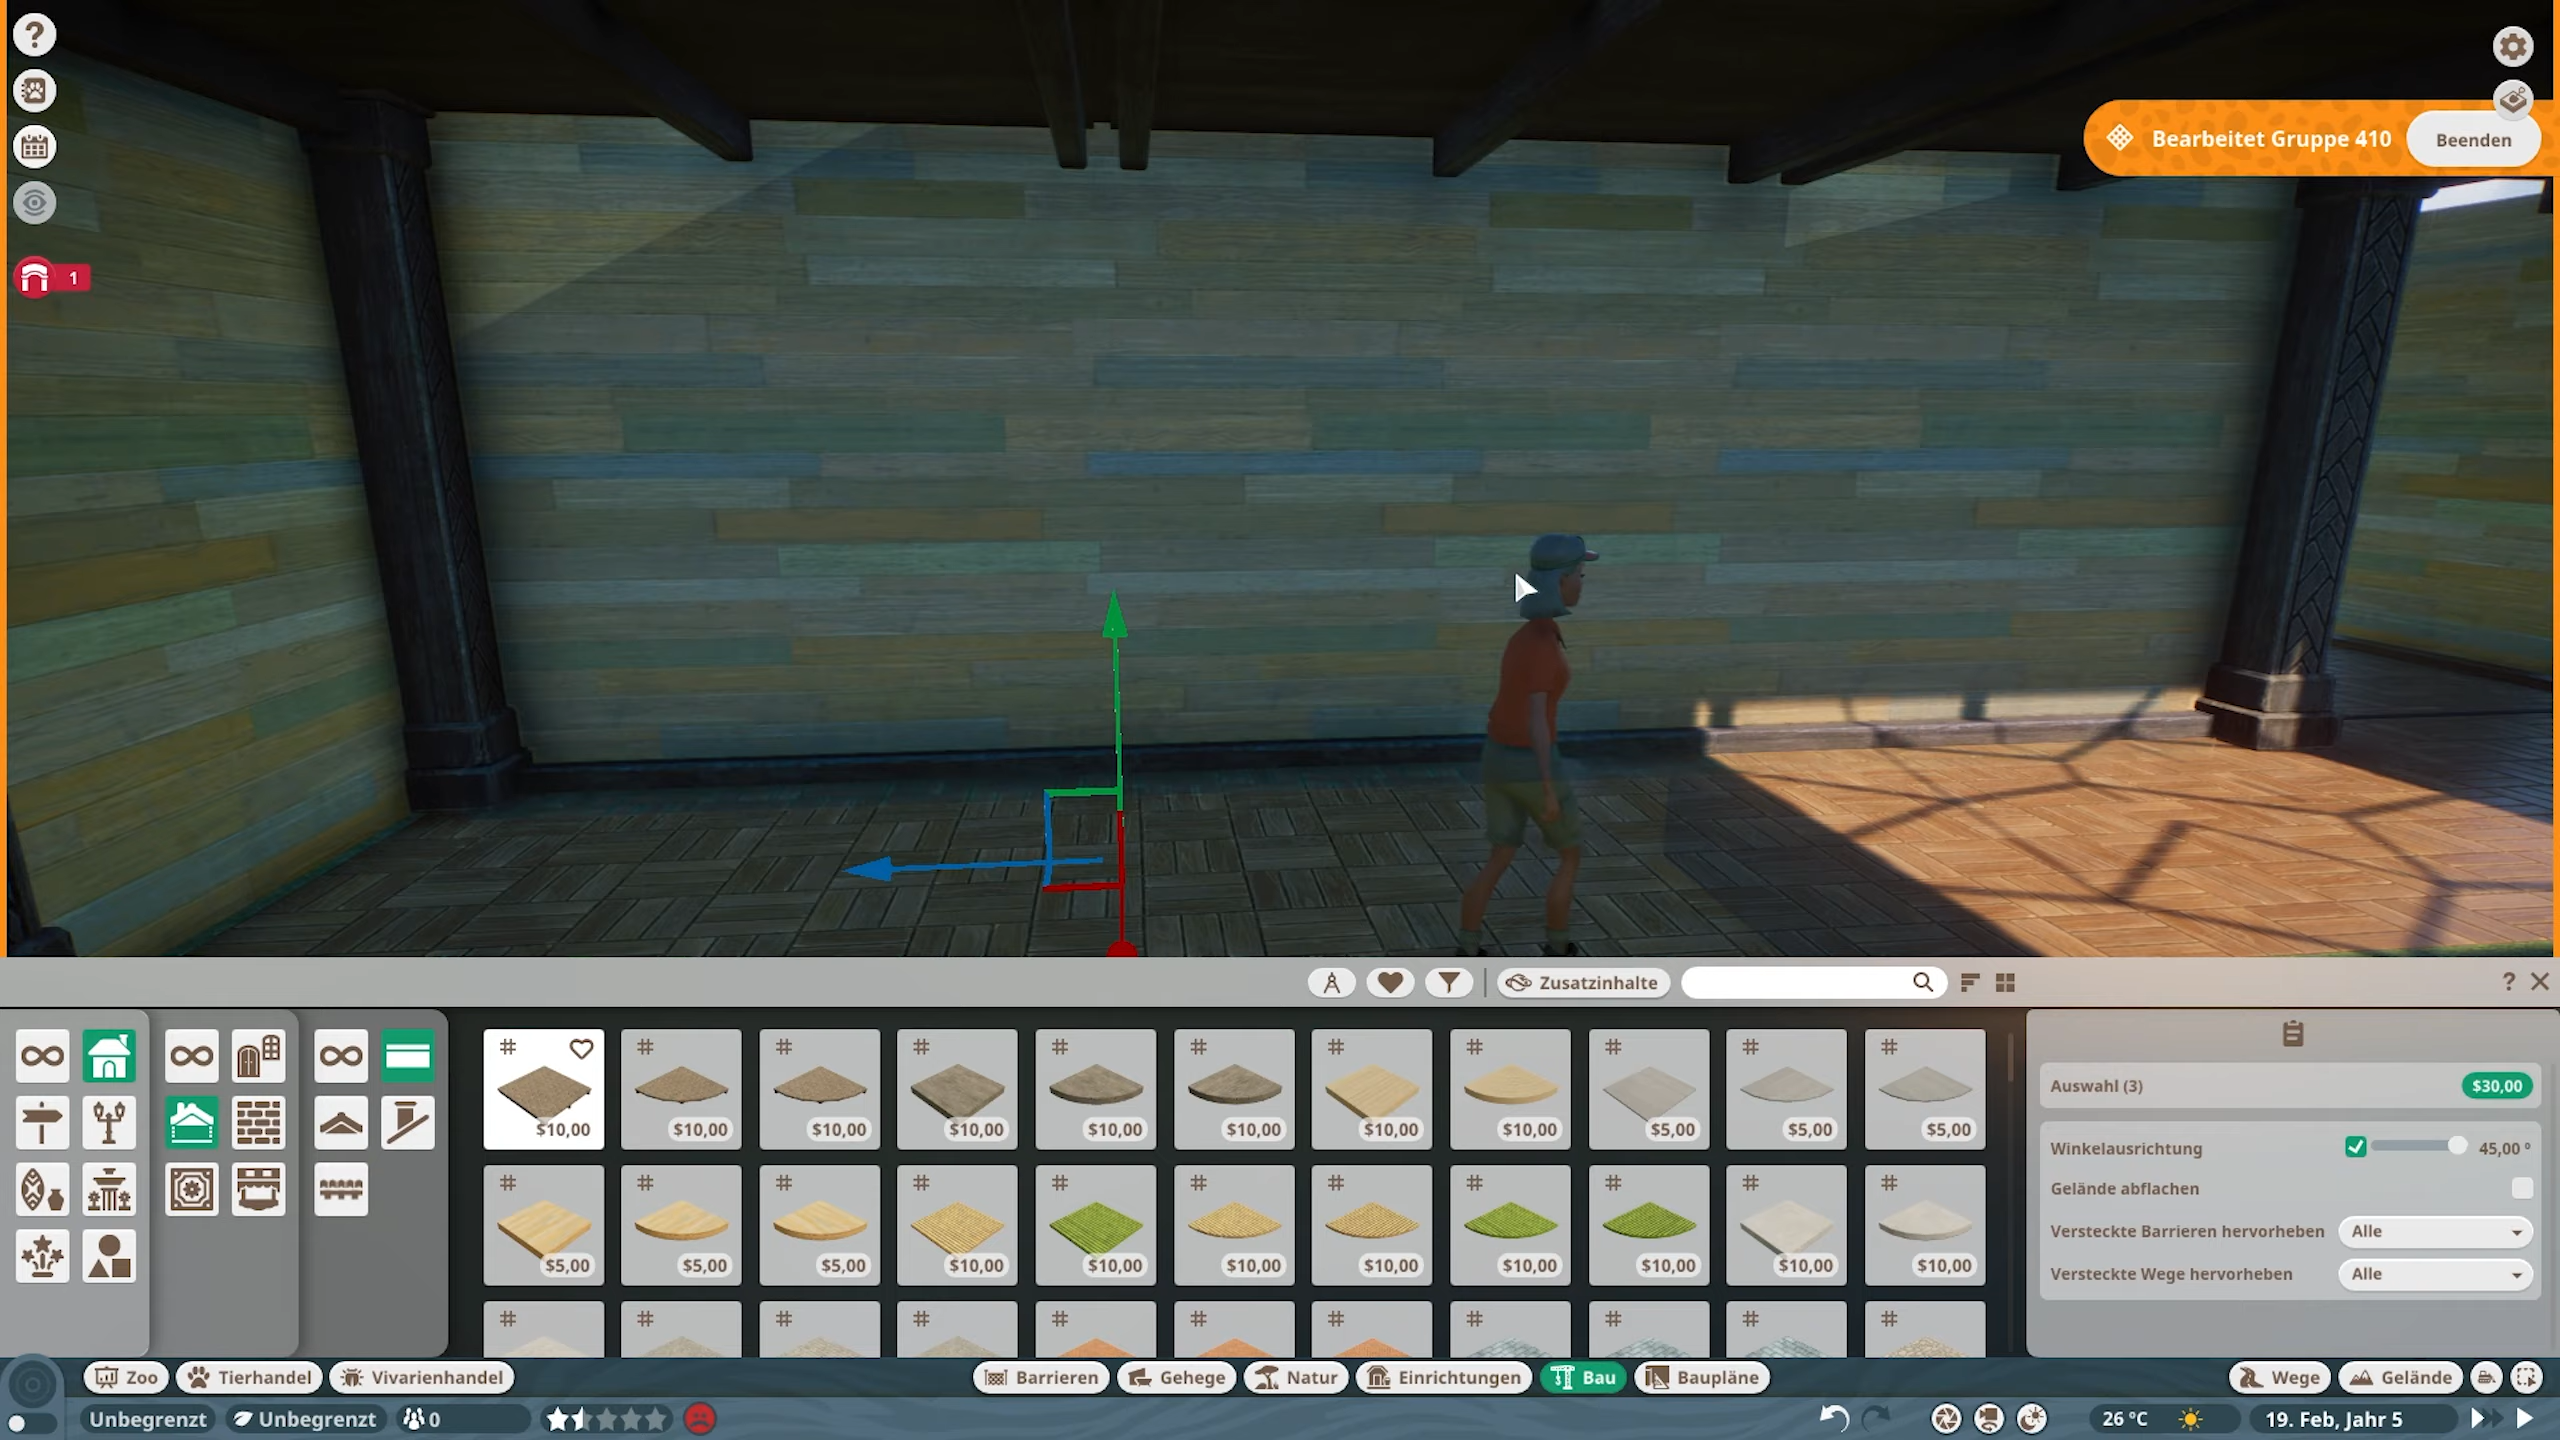 Bearbeitet Gruppe 410
Beenden
1
Zusatzinhalte
$10,00 $10,00 $10,00 $10,00 $10,00 $10,00 $10,00 $10,00 $5,00 $5,00 $5,00
$5,00 $5,00 $5,00 $10,00 $10,00 $10,00 $10,00 $10,00 $10,00 $10,00 $10,00
Auswahl (3) $30,00
Winkelausrichtung 45,00 °
Gelände abflachen
Versteckte Barrieren hervorheben Alle
Versteckte Wege hervorheben Alle
Zoo Tierhandel Vivarienhandel Barrieren Gehege Natur Einrichtungen Bau Baupläne Wege Gelände
Unbegrenzt Unbegrenzt 0 26 °C 19. Feb, Jahr 5